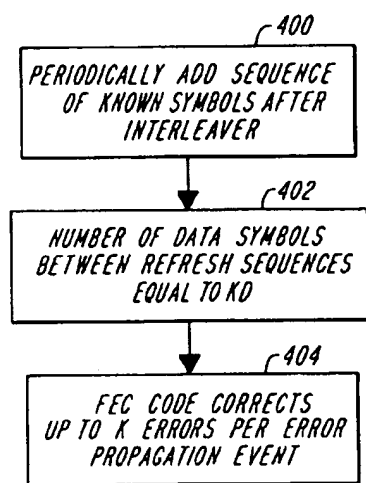 400
PERIODICALLY ADD SEQUENCE
OF KNOWN SYMBOLS AFTER
INTERLEAVER
402
NUMBER OF DATA SYMBOLS
BETWEEN REFRESH SEQUENCES
EQUAL TO KD
404
FEC CODE CORRECTS
UP TO K ERRORS PER ERROR
PROPAGATION EVENT